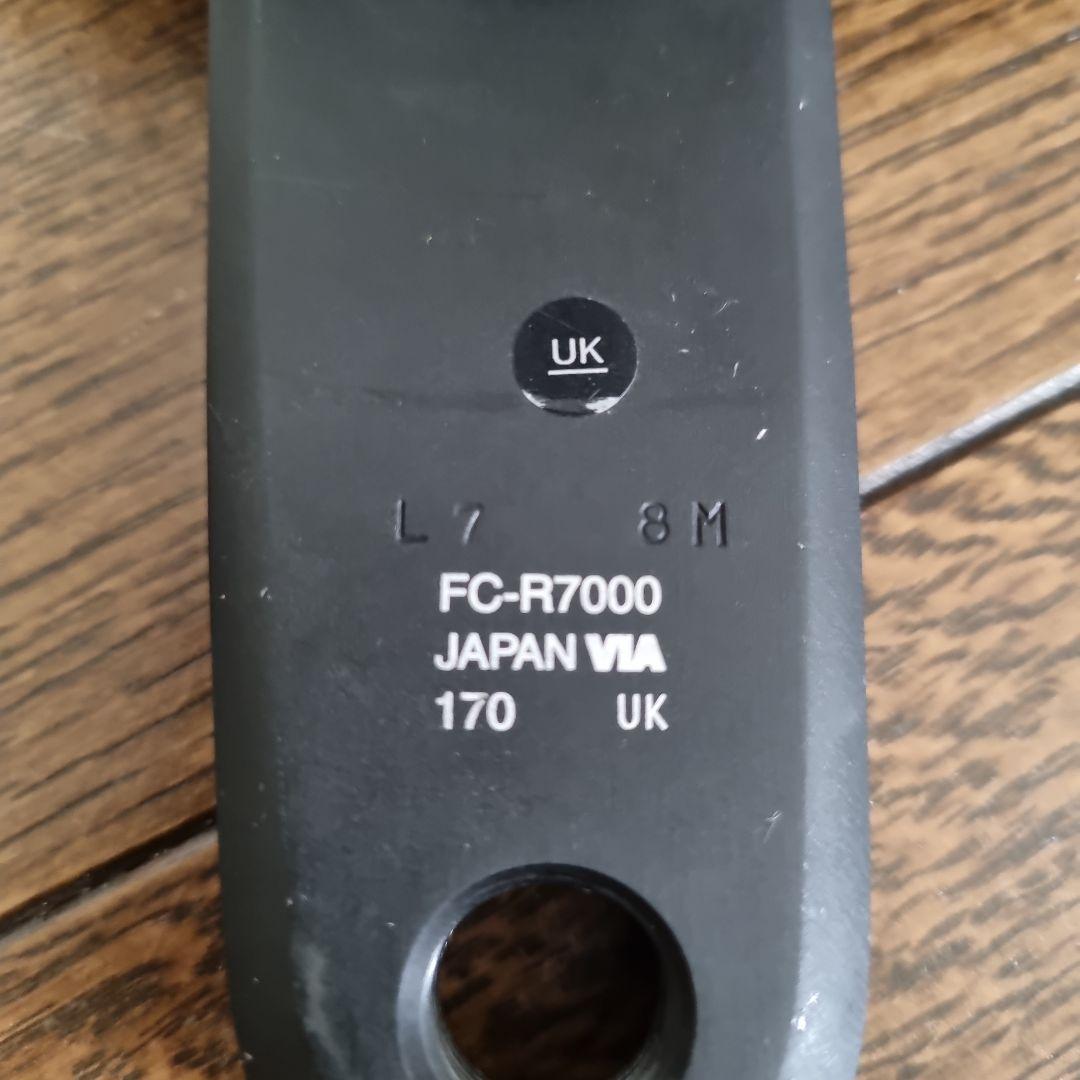 UK
L7 8M
FC-R7000
JAPAN VIA
170 UK